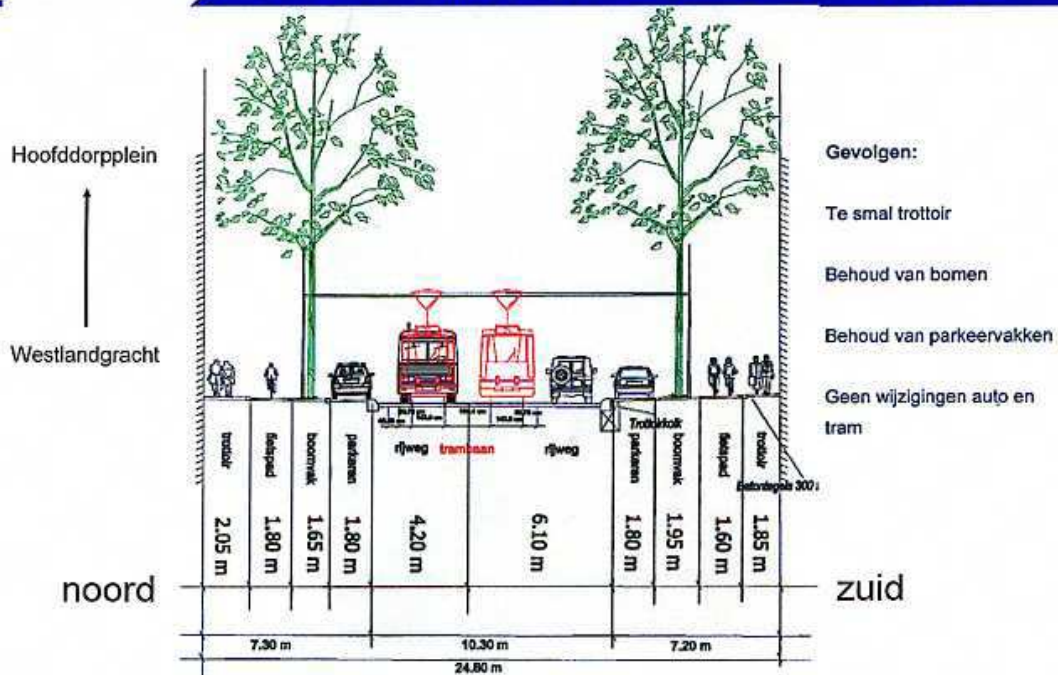 Hoofddorpplein
Westlandgracht
Gevolgen:
Te smal trottoir
Behoud van bomen
Behoud van parkeervakken
Geen wijzigingen auto en
tram
Trottoirkolk
rijweg
trambaan
rijweg
trottoir
fietspad
boomvak
parkeren
parkeren
boomvak
fietspad
trottoir
Betontegels 300
2.05 m
1.80 m
1.65 m
1.80 m
4.20 m
6.10 m
1.80 m
1.95 m
1.60 m
1.85 m
noord
zuid
7.30 m
10.30 m
7.20 m
24.80 m